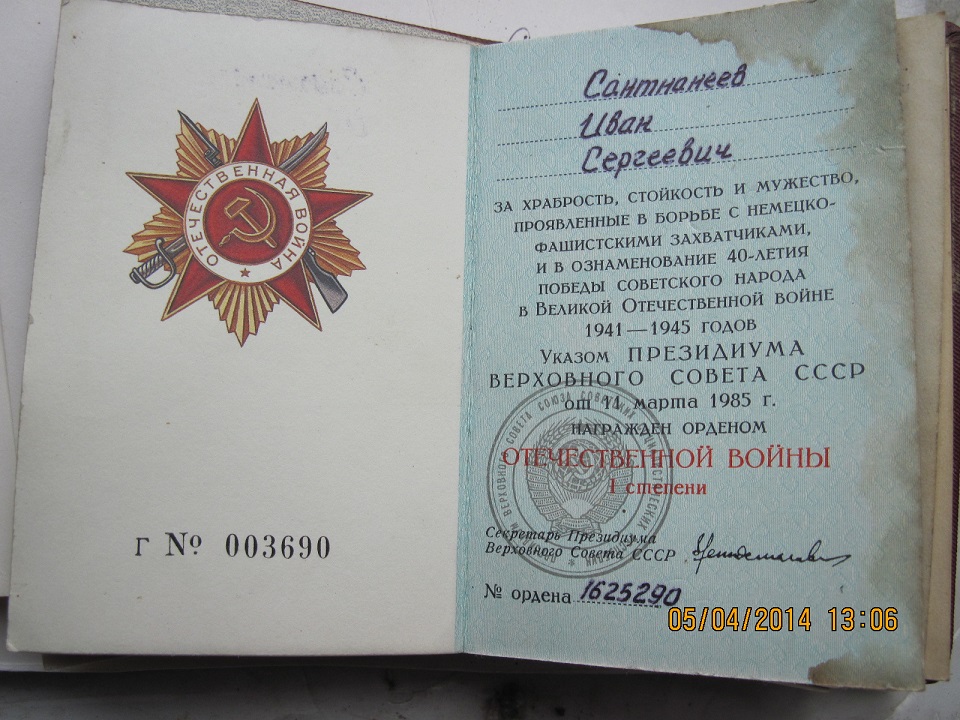 ОТЕЧЕСТВЕННАЯ ВОЙНА
Г № 003690
Сантнанеев
Иван
Сергеевич
ЗА ХРАБРОСТЬ, СТОЙКОСТЬ И МУЖЕСТВО,
ПРОЯВЛЕННЫЕ В БОРЬБЕ С НЕМЕЦКО-
ФАШИСТСКИМИ ЗАХВАТЧИКАМИ,
И В ОЗНАМЕНОВАНИЕ 40-ЛЕТИЯ
ПОБЕДЫ СОВЕТСКОГО НАРОДА
В ВЕЛИКОЙ ОТЕЧЕСТВЕННОЙ ВОЙНЕ
1941—1945 ГОДОВ
УКАЗОМ ПРЕЗИДИУМА
ВЕРХОВНОГО СОВЕТА СССР
от 11 марта 1985 г.
НАГРАЖДЕН ОРДЕНОМ
ОТЕЧЕСТВЕННОЙ ВОЙНЫ
I степени
Секретарь Президиума
Верховного Совета СССР
№ ордена 1625290
05/04/2014 13:06